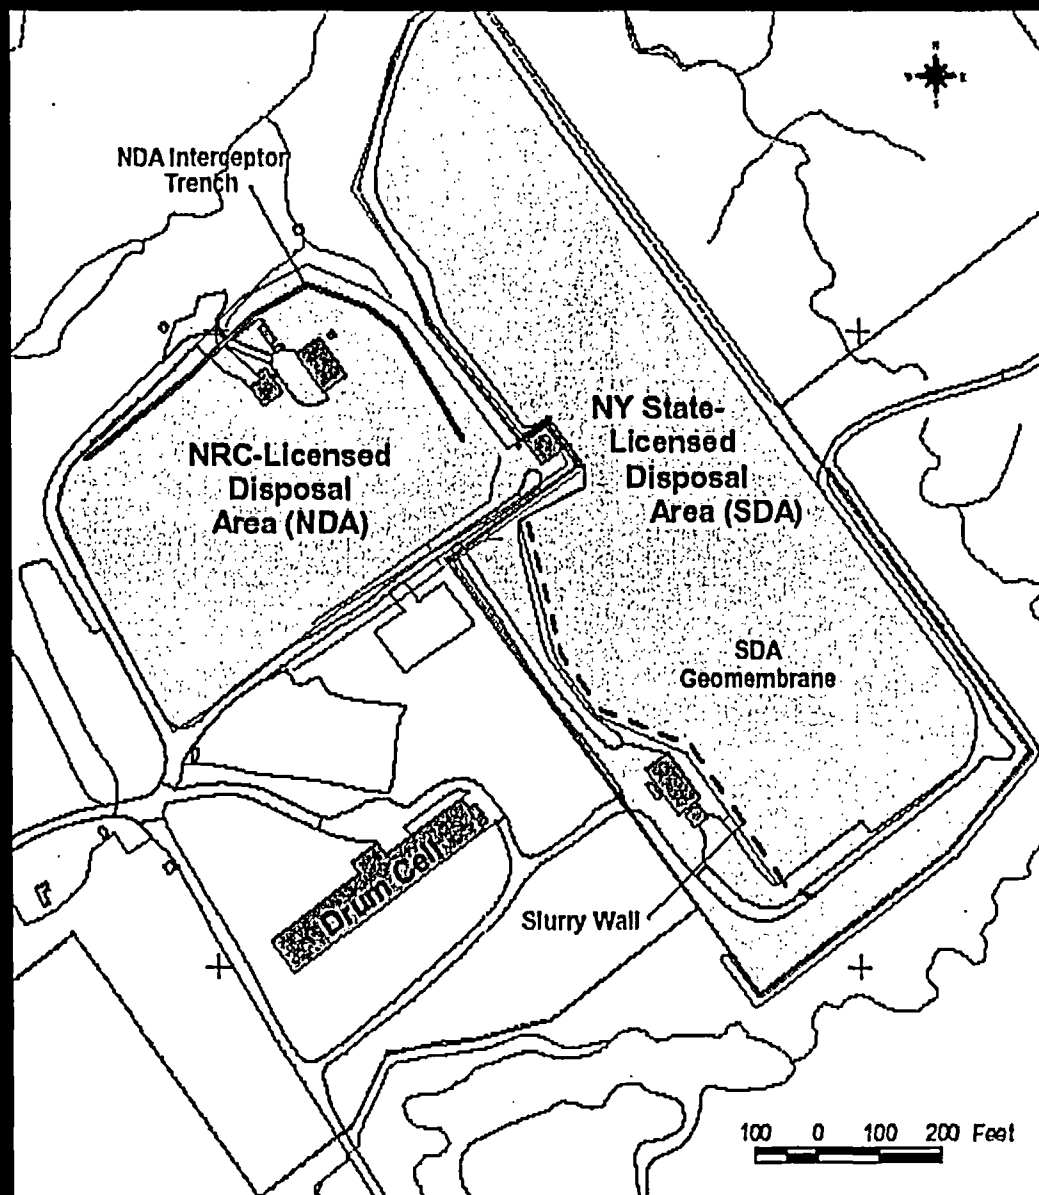 N
S
E
NDA Interceptor
Trench
NRC-Licensed
Disposal
Area (NDA)
NY State-
Licensed
Disposal
Area (SDA)
SDA
Geomembrane
Drum Cell
Slurry Wall
100 0 100 200 Feet